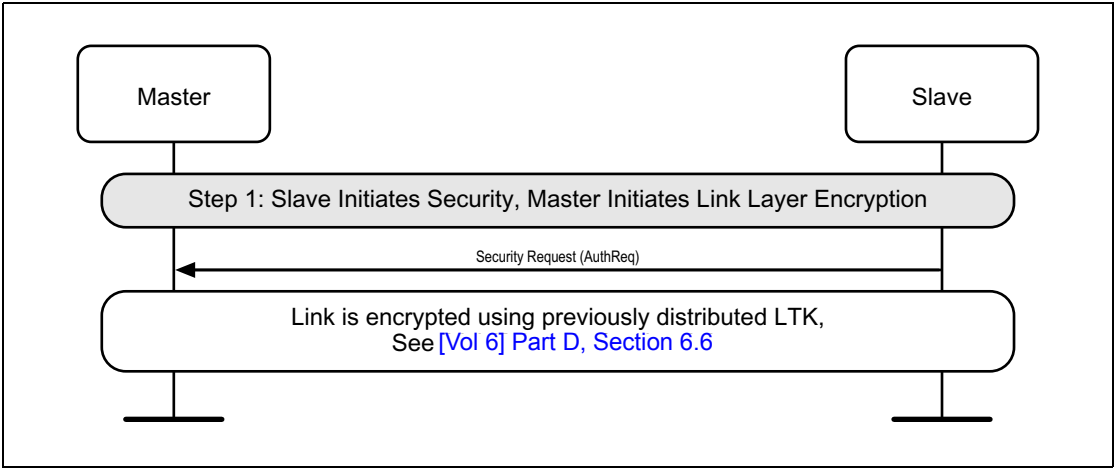 Master
Slave
Step 1: Slave Initiates Security, Master Initiates Link Layer Encryption
Security Request (AuthReq)
Link is encrypted using previously distributed LTK,
See [Vol 6] Part D, Section 6.6